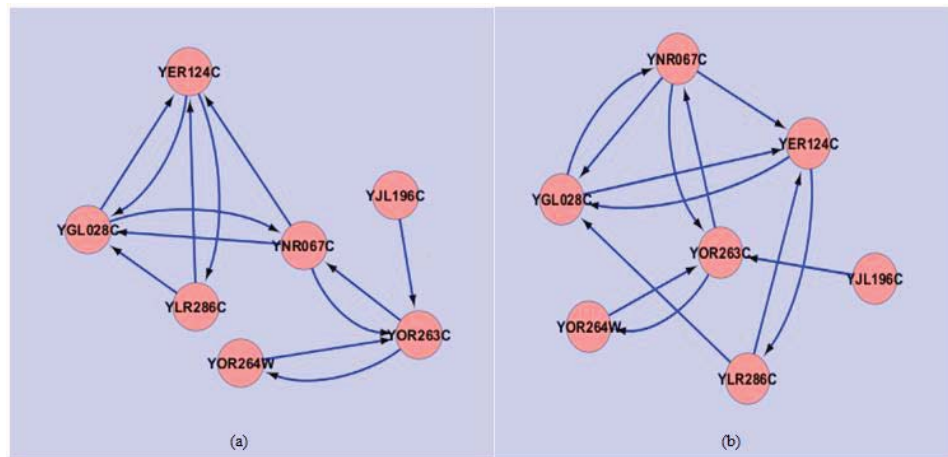 YER124C
YJL196C
YGL028C
YNR067C
YLR286C
YOR263C
YOR264W
(a)
YNR067C
YER124C
YGL028C
YOR263C
YJL196C
YOR264W
YLR286C
(b)